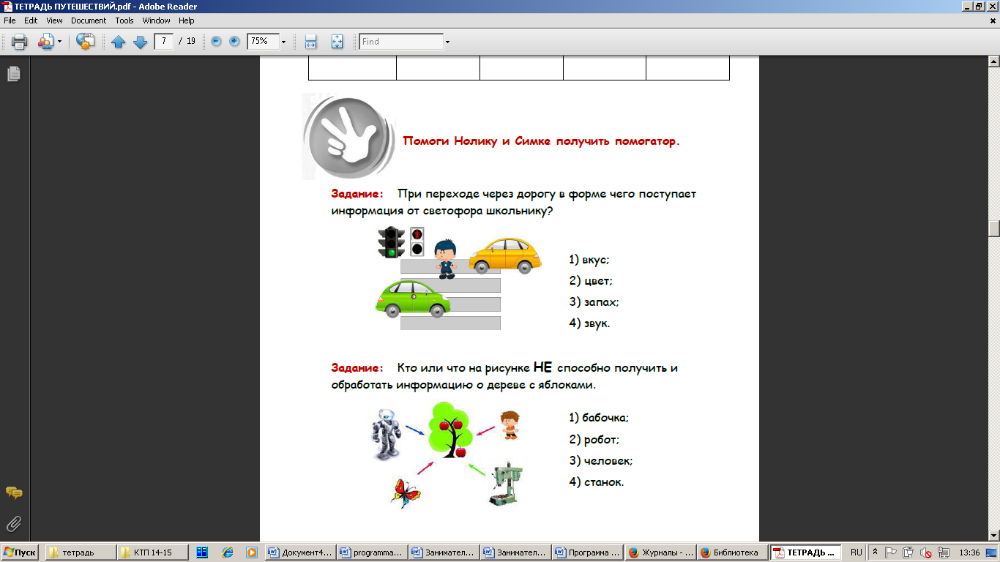 ТЕТРАДЬ ПУТЕШЕСТВИЙ.pdf - Adobe Reader
File Edit View Document Tools Window Help
7 / 19 75% Find
Помоги Нолику и Симке получить помогатор.
Задание: При переходе через дорогу в форме чего поступает
информация от светофора школьнику?
1) вкус;
2) цвет;
3) запах;
4) звук.
Задание: Кто или что на рисунке НЕ способно получить и
обработать информацию о дереве с яблоками.
1) бабочка;
2) робот;
3) человек;
4) станок.
Пуск тетрадь КТП 14-15 Документ4... programma... Занимател... Занимател... Программа ... Журналы - ... Библиотека ТЕТРАДЬ ... RU 13:36